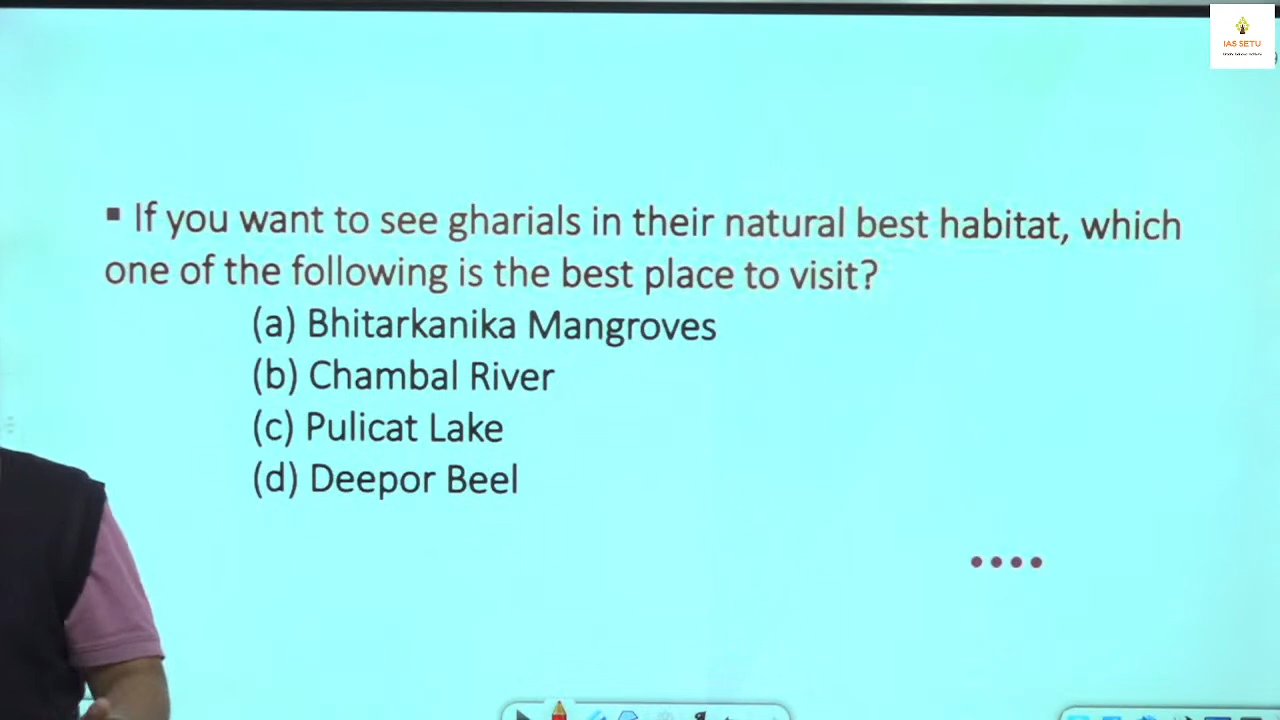 IAS SETU
▪ If you want to see gharials in their natural best habitat, which
one of the following is the best place to visit?
(a) Bhitarkanika Mangroves
(b) Chambal River
(c) Pulicat Lake
(d) Deepor Beel